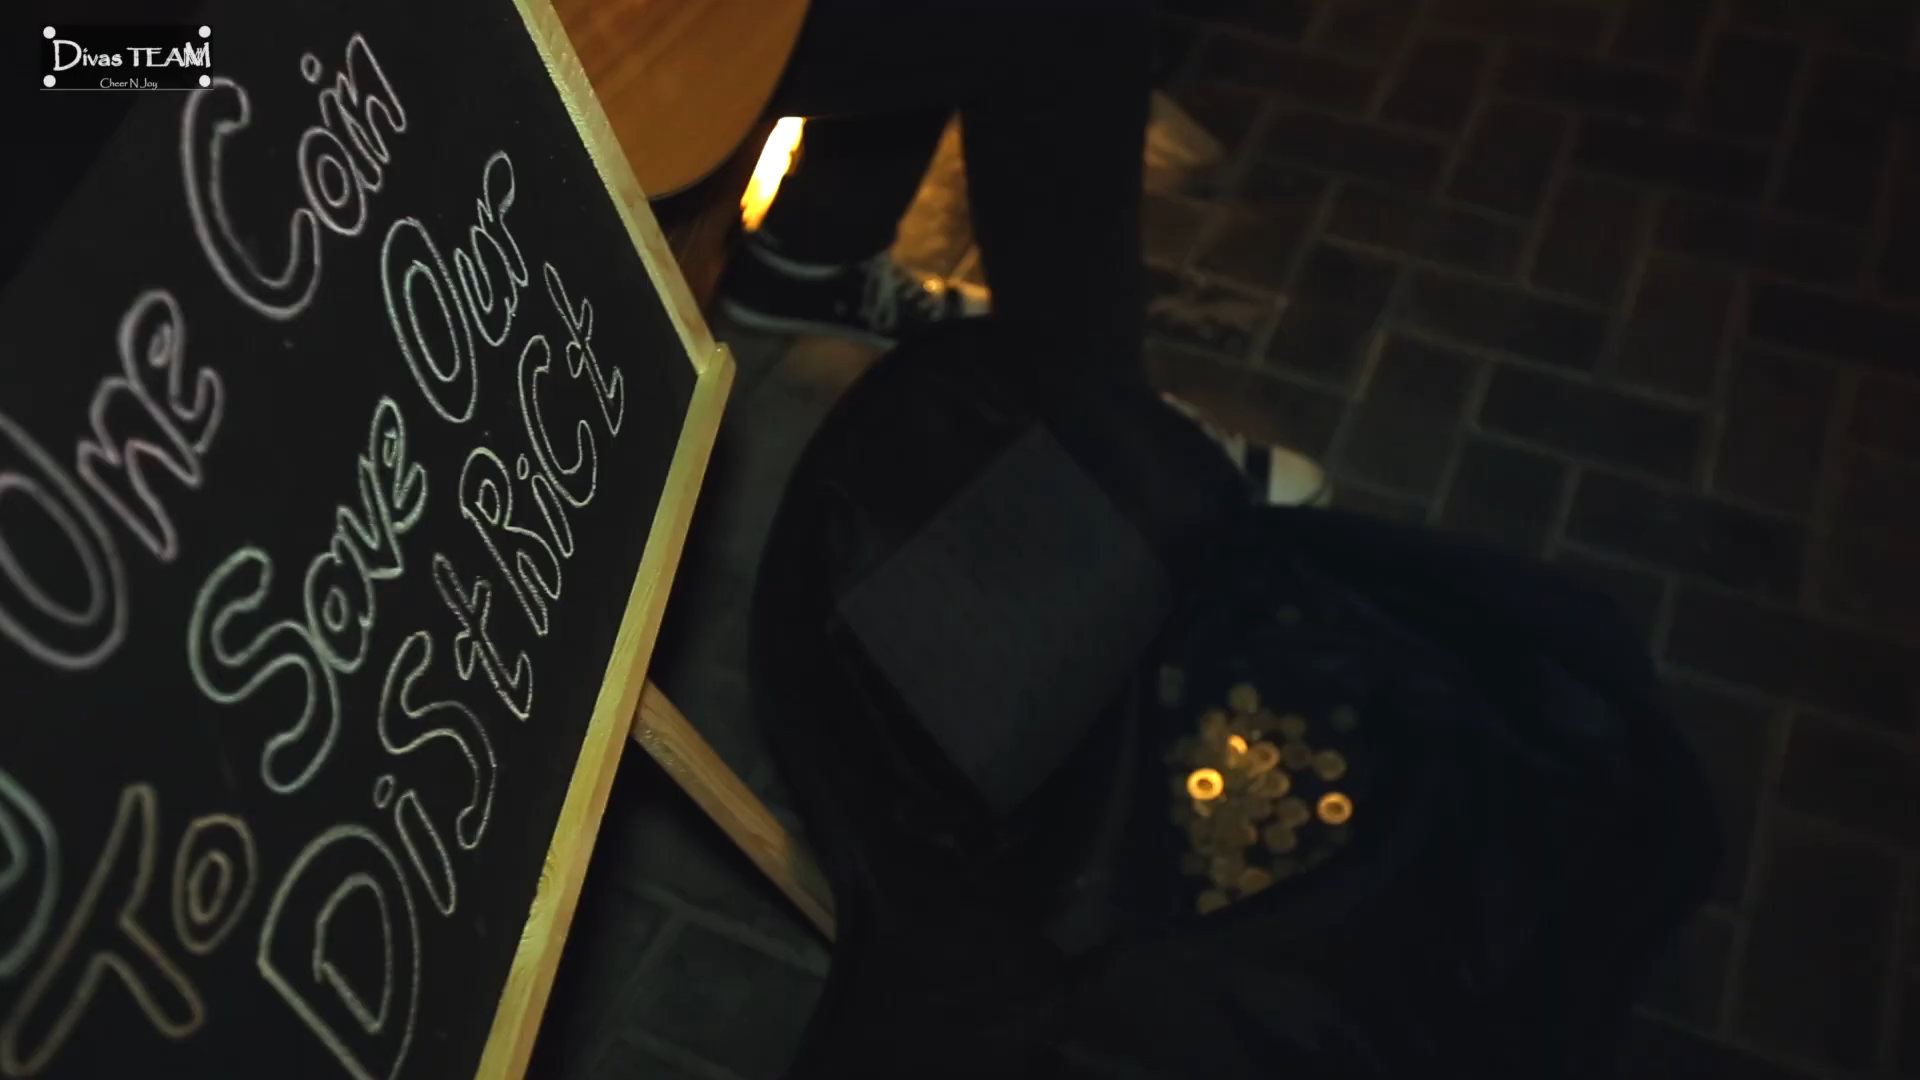 Divas TEAM
Cheer N Joy
One Coin
To Save Our
DiStRiCt